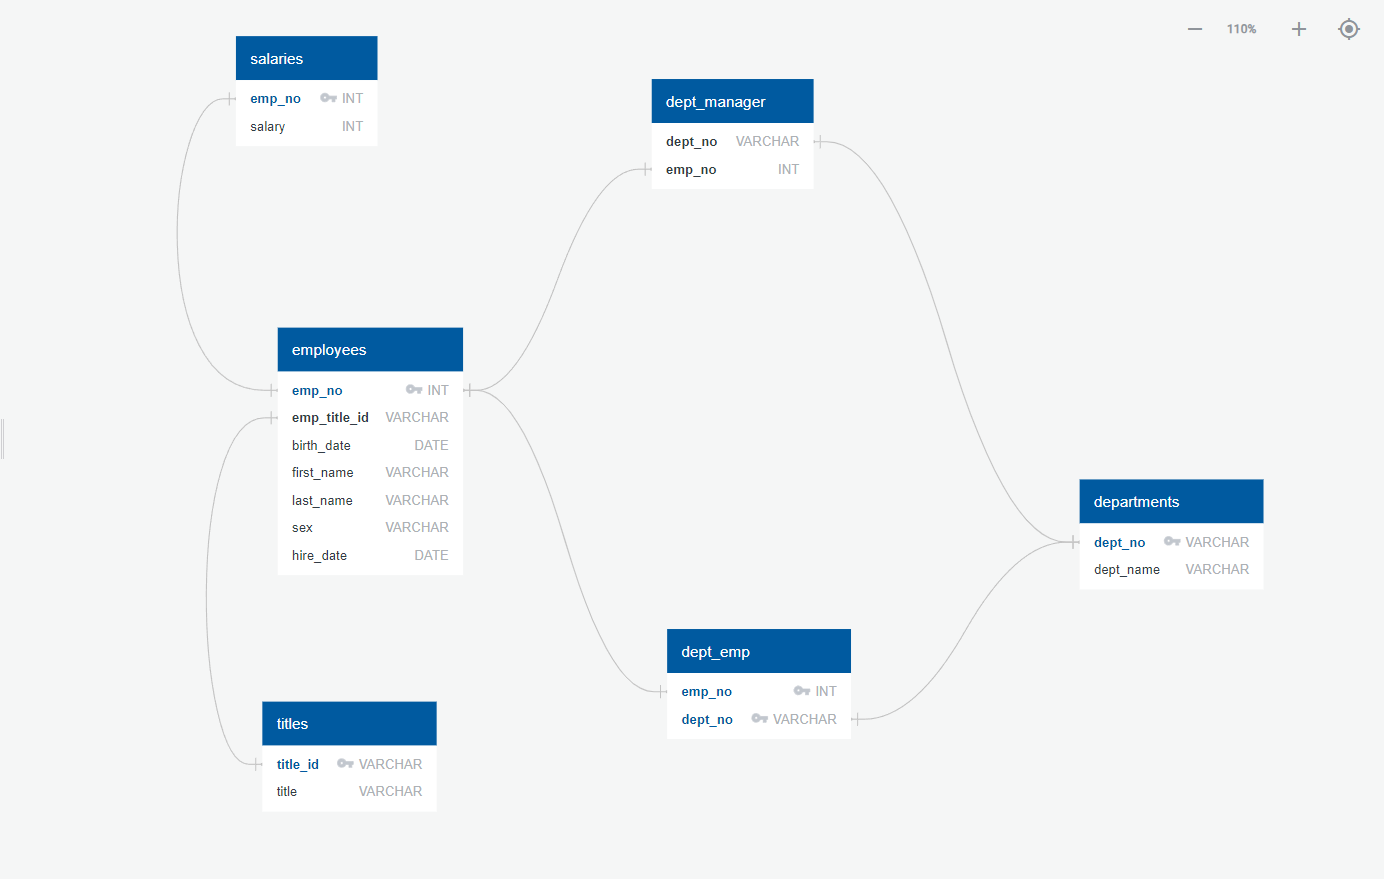 110%
salaries
emp_no INT
salary INT
dept_manager
dept_no VARCHAR
emp_no INT
employees
emp_no INT
emp_title_id VARCHAR
birth_date DATE
first_name VARCHAR
last_name VARCHAR
sex VARCHAR
hire_date DATE
departments
dept_no VARCHAR
dept_name VARCHAR
dept_emp
emp_no INT
dept_no VARCHAR
titles
title_id VARCHAR
title VARCHAR